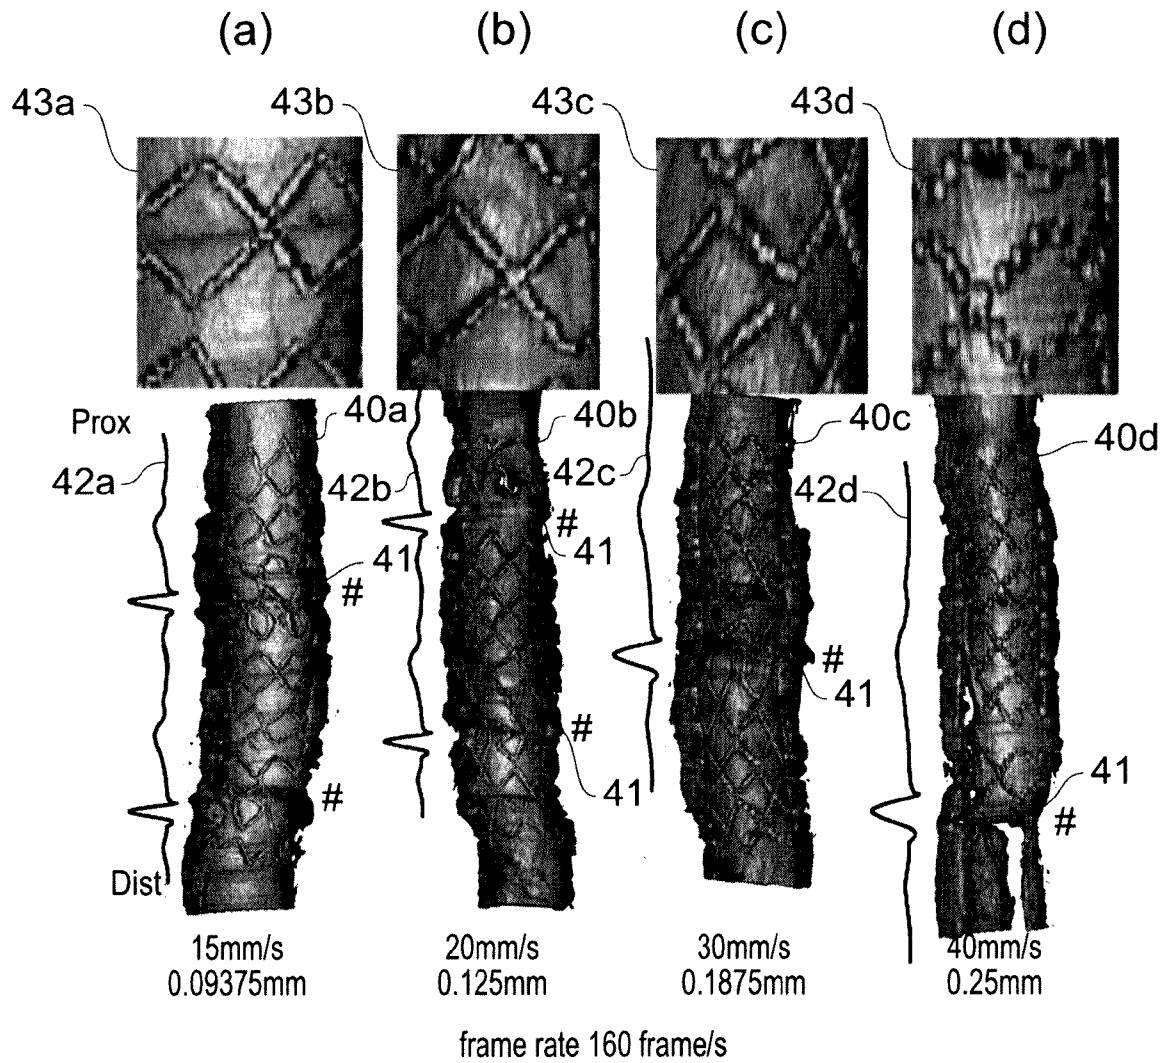 (a) (b) (c) (d)
43a 43b 43c 43d
Prox 40a 40b 40c 40d
42a 42b 42c 42d
# 41
41 #
# 41
# 41
#
41 #
Dist
15mm/s 20mm/s 30mm/s 40mm/s
0.09375mm 0.125mm 0.1875mm 0.25mm
frame rate 160 frame/s